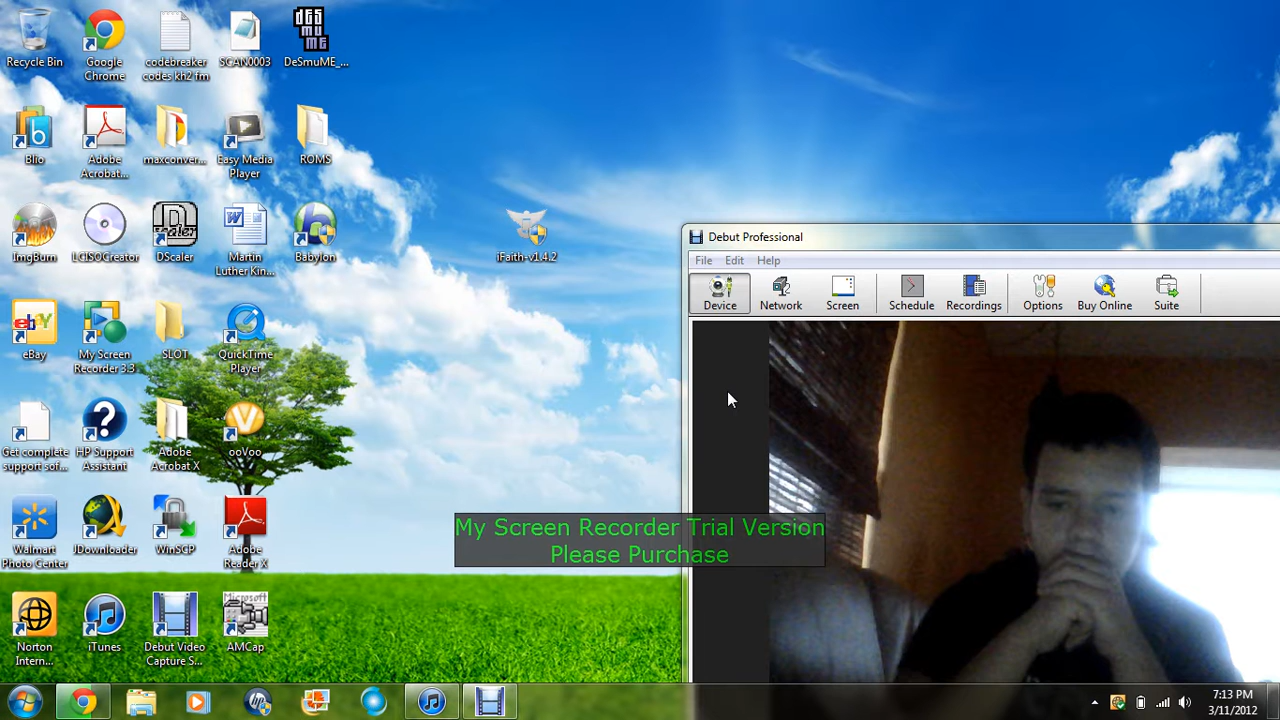 Recycle Bin
Google
Chrome
codebreaker
codes kh2 fm
SCAN0003
DeSmuME_...
Blio
Adobe
Acrobat...
maxconver...
Easy Media
Player
ROMS
ImgBurn
LCISOCreator
DScaler
Martin
Luther Kin...
Babylon
iFaith-v1.4.2
eBay
My Screen
Recorder 3.3
SLOT
QuickTime
Player
Get complete
support sof...
HP Support
Assistant
Adobe
Acrobat X
ooVoo
Walmart
Photo Center
JDownloader
WinSCP
Adobe
Reader X
Norton
Intern...
iTunes
Debut Video
Capture S...
Microsoft
AMCap
Debut Professional
File Edit Help
Device Network Screen Schedule Recordings Options Buy Online Suite
My Screen Recorder Trial Version
Please Purchase
7:13 PM
3/11/2012